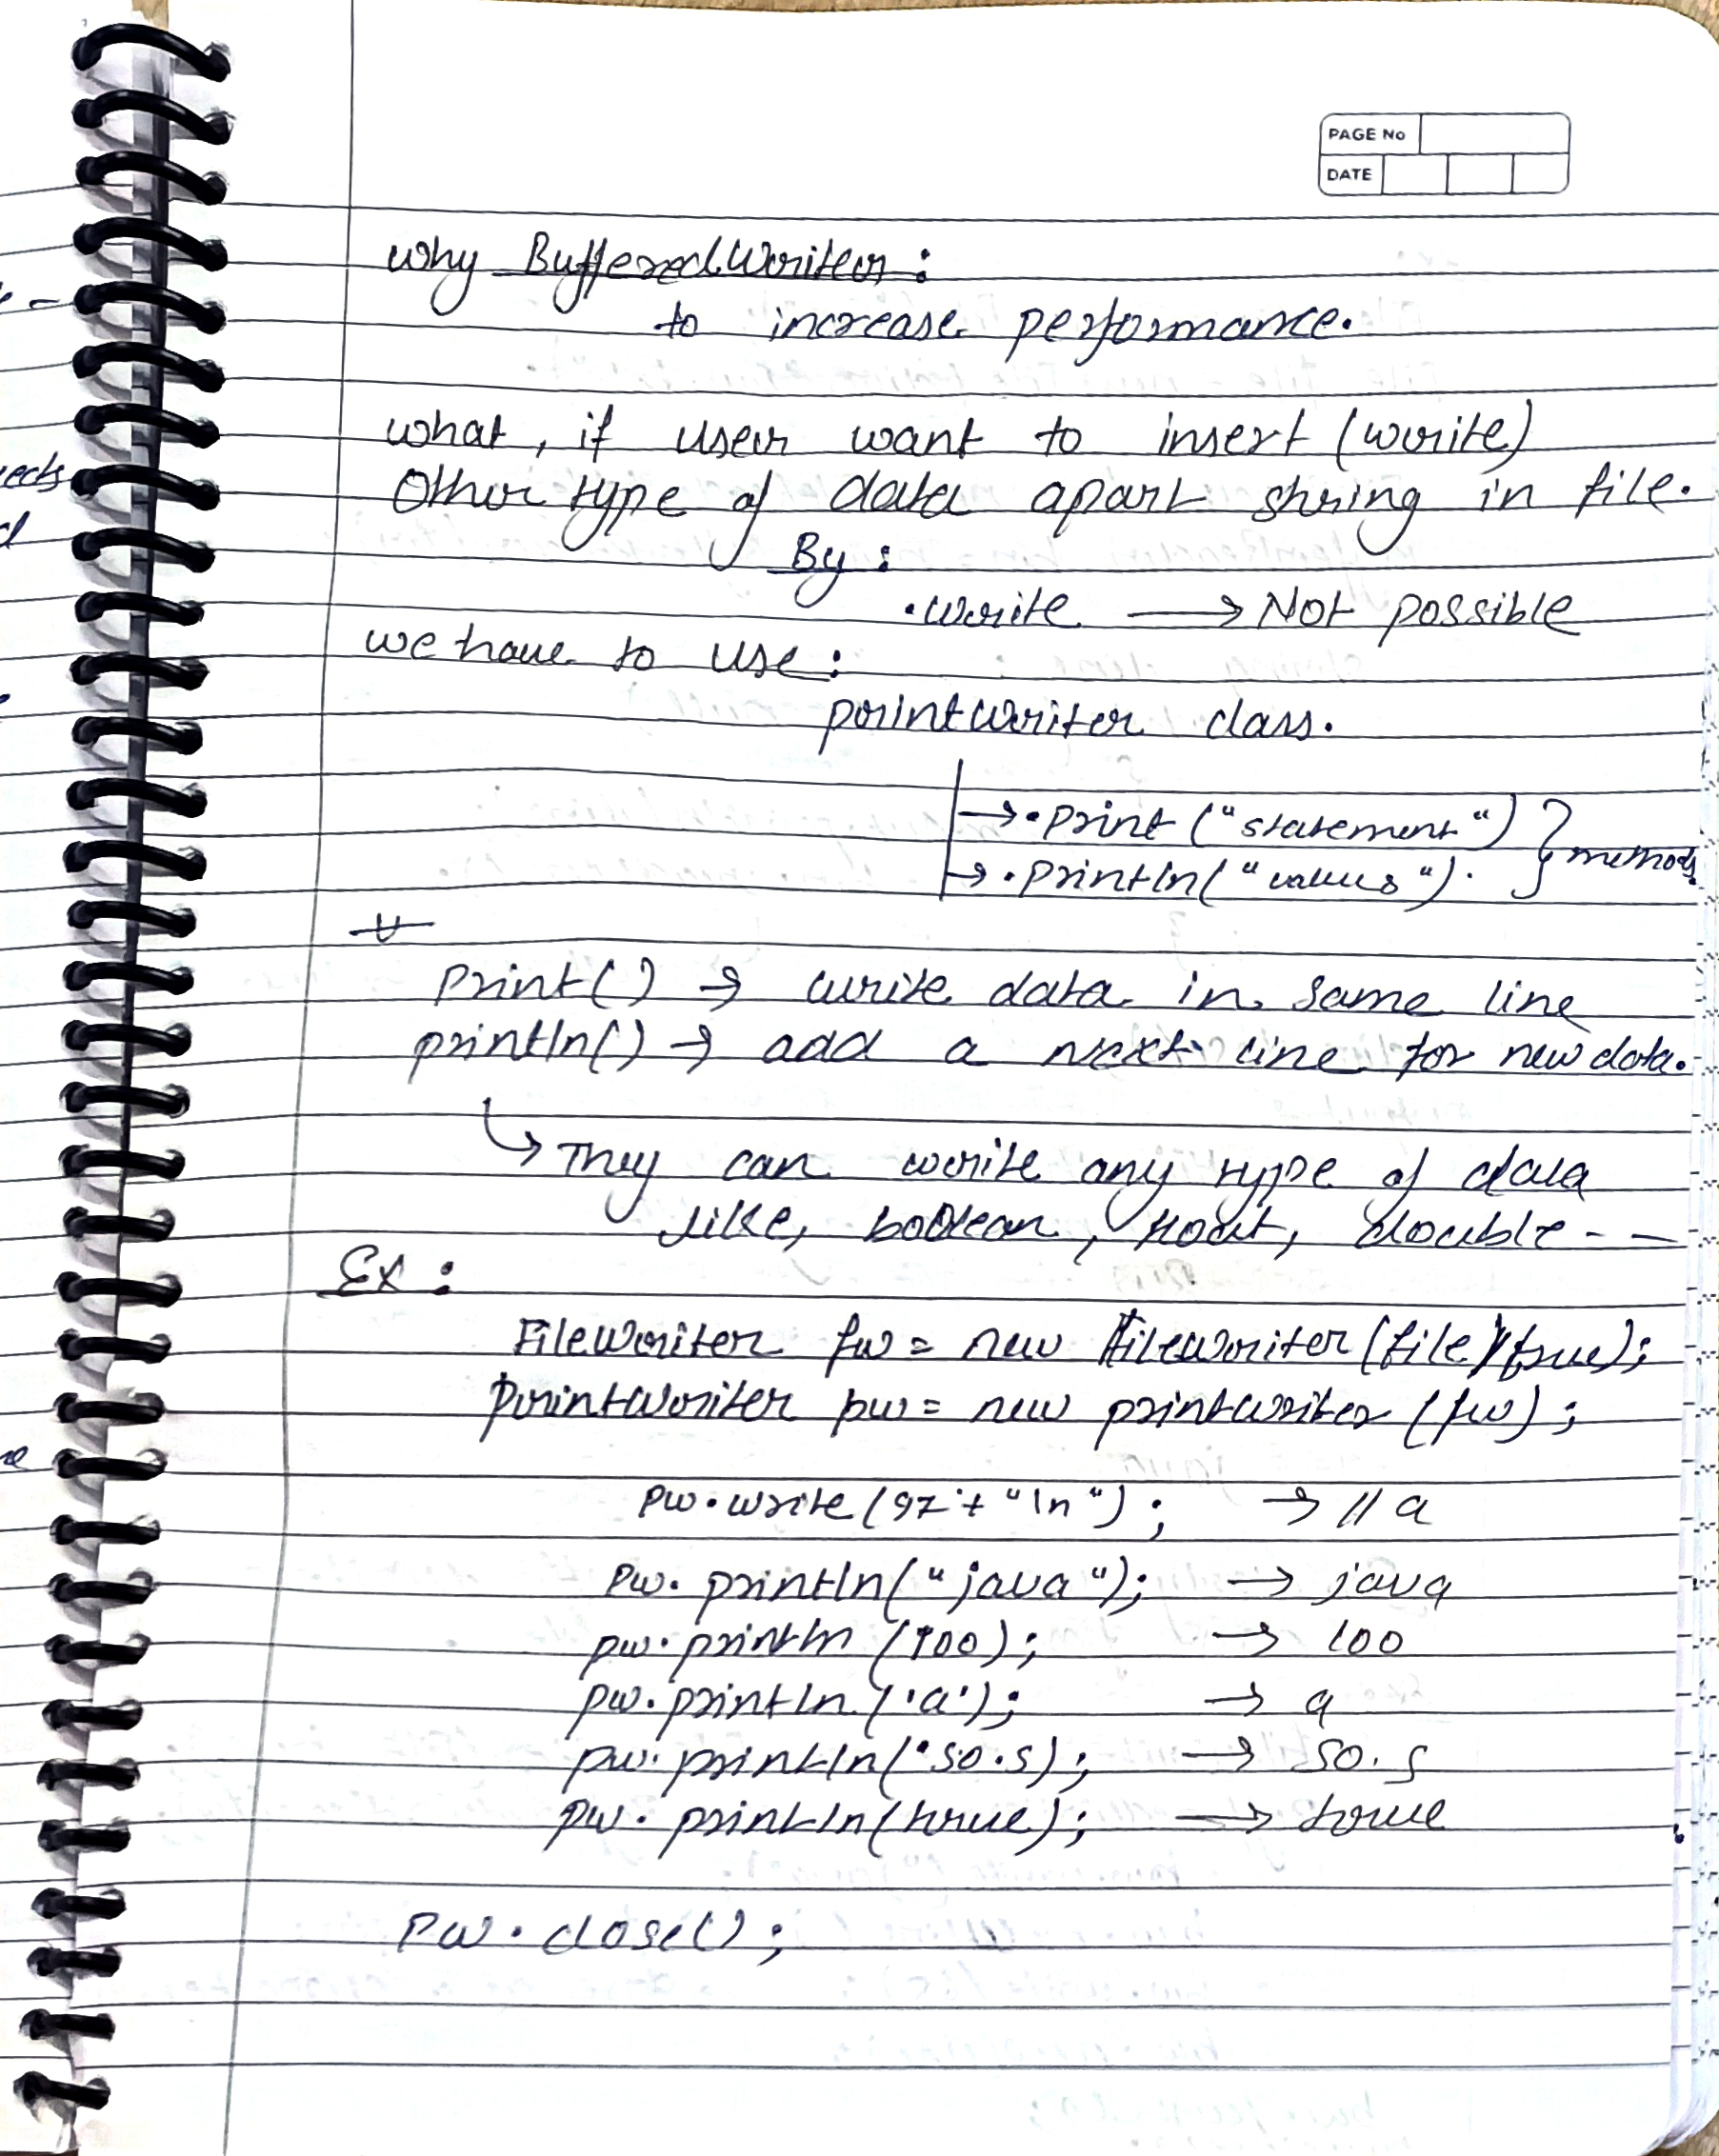 PAGE No
DATE
why BufferedWriter :
to increase performance.
what, if user want to insert (write)
Other type of data apart string in file.
By :
.write → Not possible
we have to use :
printwriter class.
→ .print ("statement")
→ .println("values"). } methods
print() → write data in same line
println() → add a next line for new data.
↳ They can write any type of data
like, boolean, float, double - -
Ex :
FileWriter fw = new FileWriter (file, true);
printwriter pw = new printwriter (fw) ;
pw.write (97 + "\n") ; → // a
pw. println("java"); → java
pw. println (100); → 100
pw. println ('a'); → a
pw. println(50.5); → 50.5
pw. println(true); → true
pw.close() ;